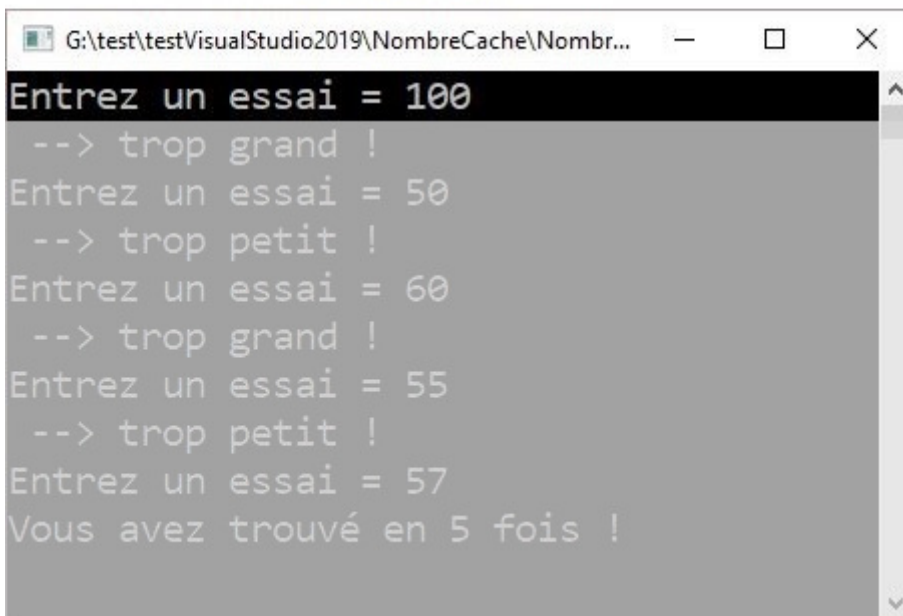 G:\test\testVisualStudio2019\NombreCache\Nombr...
Entrez un essai = 100
--> trop grand !
Entrez un essai = 50
--> trop petit !
Entrez un essai = 60
--> trop grand !
Entrez un essai = 55
--> trop petit !
Entrez un essai = 57
Vous avez trouvé en 5 fois !